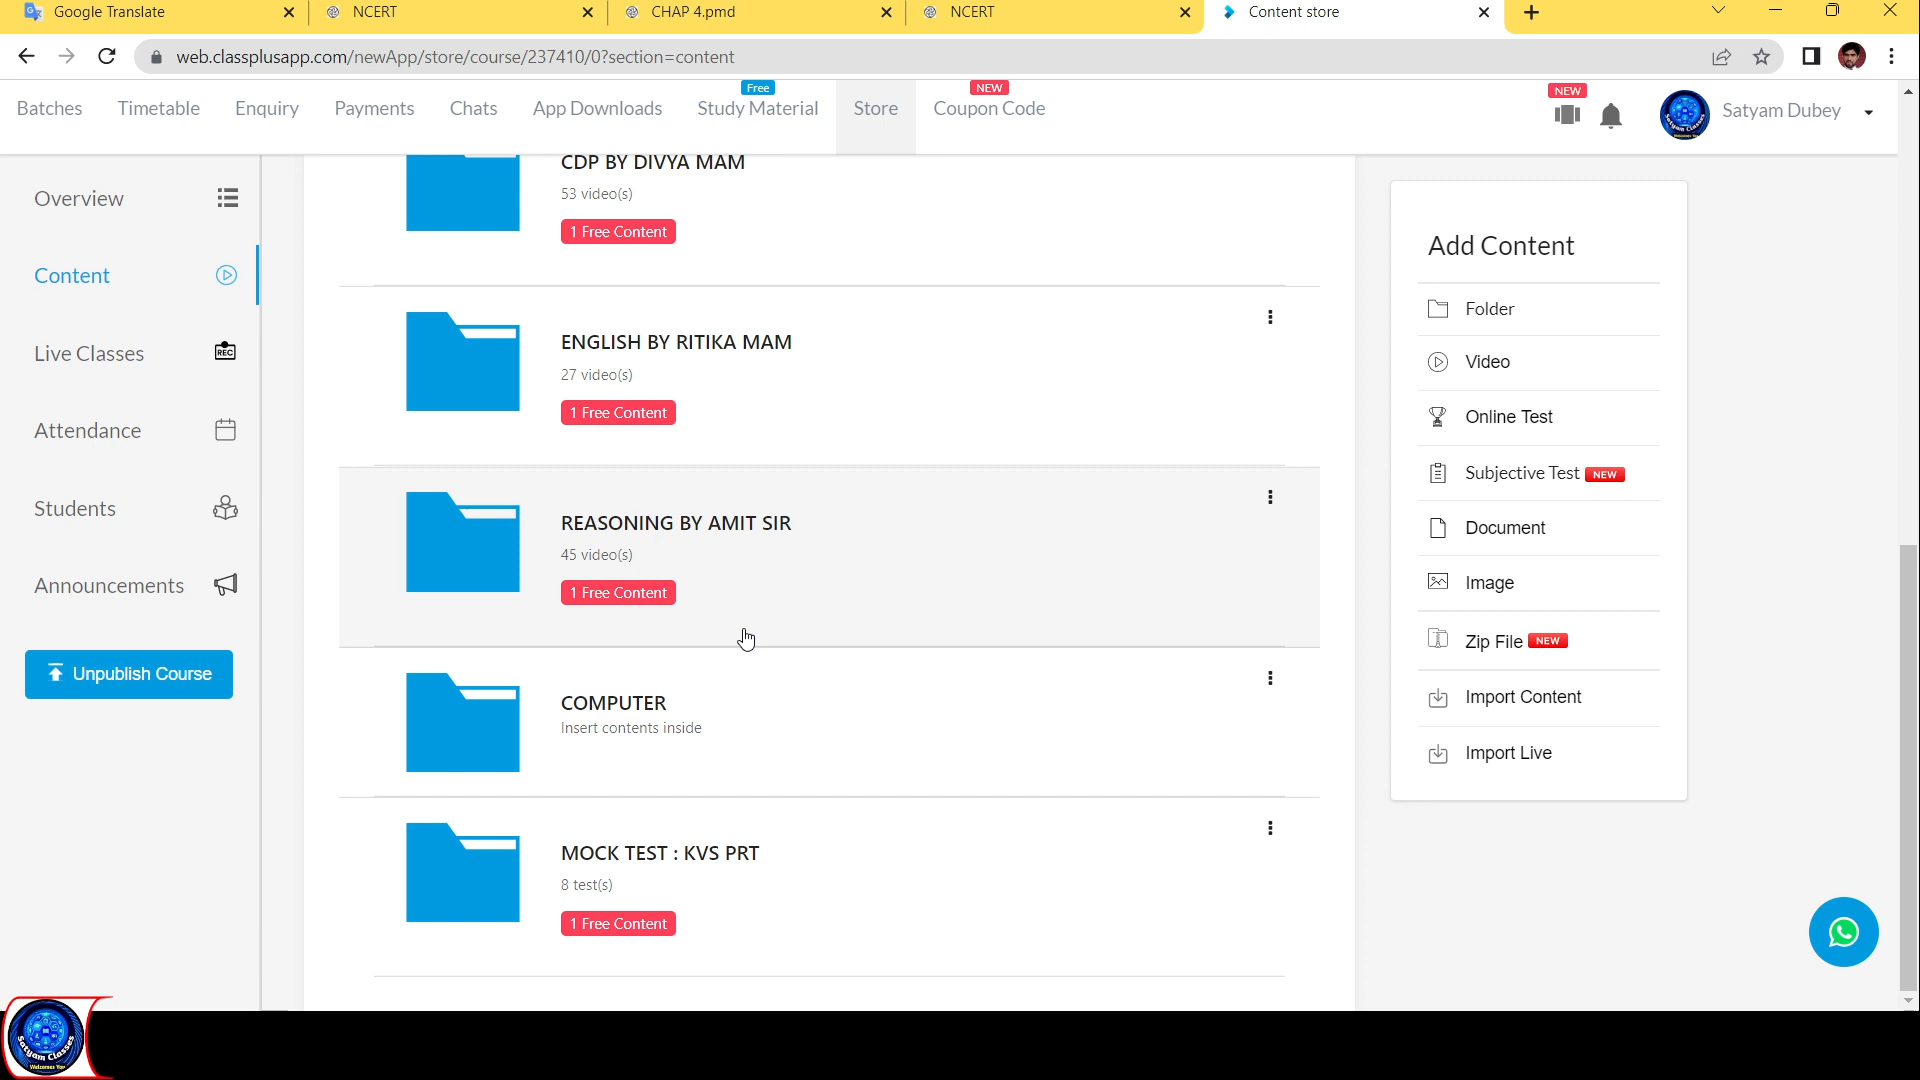 Google Translate
NCERT
CHAP 4.pmd
NCERT
Content store
web.classplusapp.com/newApp/store/course/237410/0?section=content
Batches
Timetable
Enquiry
Payments
Chats
App Downloads
Free
Study Material
Store
NEW
Coupon Code
NEW
Satyam Dubey
Overview
Content
Live Classes
REC
Attendance
Students
Announcements
Unpublish Course
CDP BY DIVYA MAM
53 video(s)
1 Free Content
ENGLISH BY RITIKA MAM
27 video(s)
1 Free Content
REASONING BY AMIT SIR
45 video(s)
1 Free Content
COMPUTER
Insert contents inside
MOCK TEST : KVS PRT
8 test(s)
1 Free Content
Add Content
Folder
Video
Online Test
Subjective Test NEW
Document
Image
Zip File NEW
Import Content
Import Live
Satyam Classes
Welcomes You